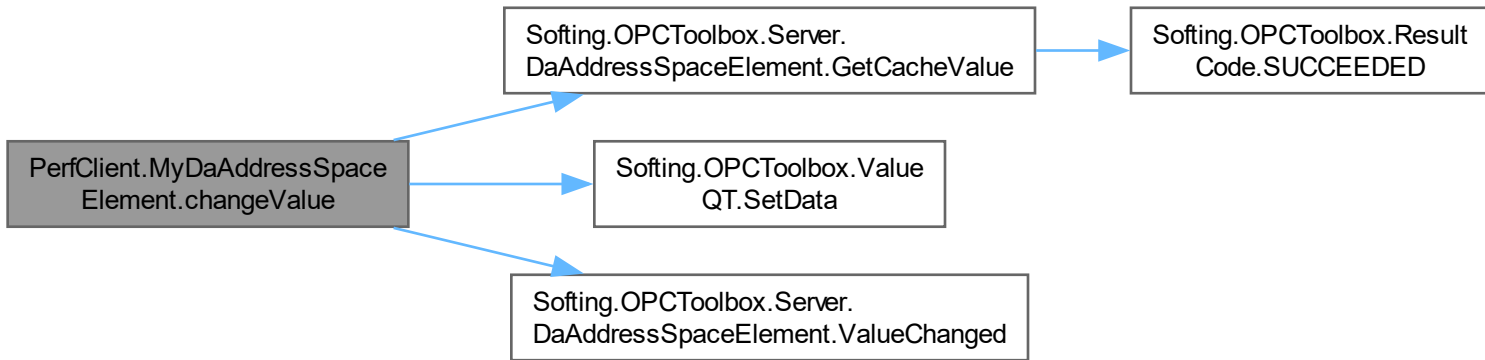 PerfClient.MyDaAddressSpace
Element.changeValue
Softing.OPCToolbox.Server.
DaAddressSpaceElement.GetCacheValue
Softing.OPCToolbox.Result
Code.SUCCEEDED
Softing.OPCToolbox.Value
QT.SetData
Softing.OPCToolbox.Server.
DaAddressSpaceElement.ValueChanged